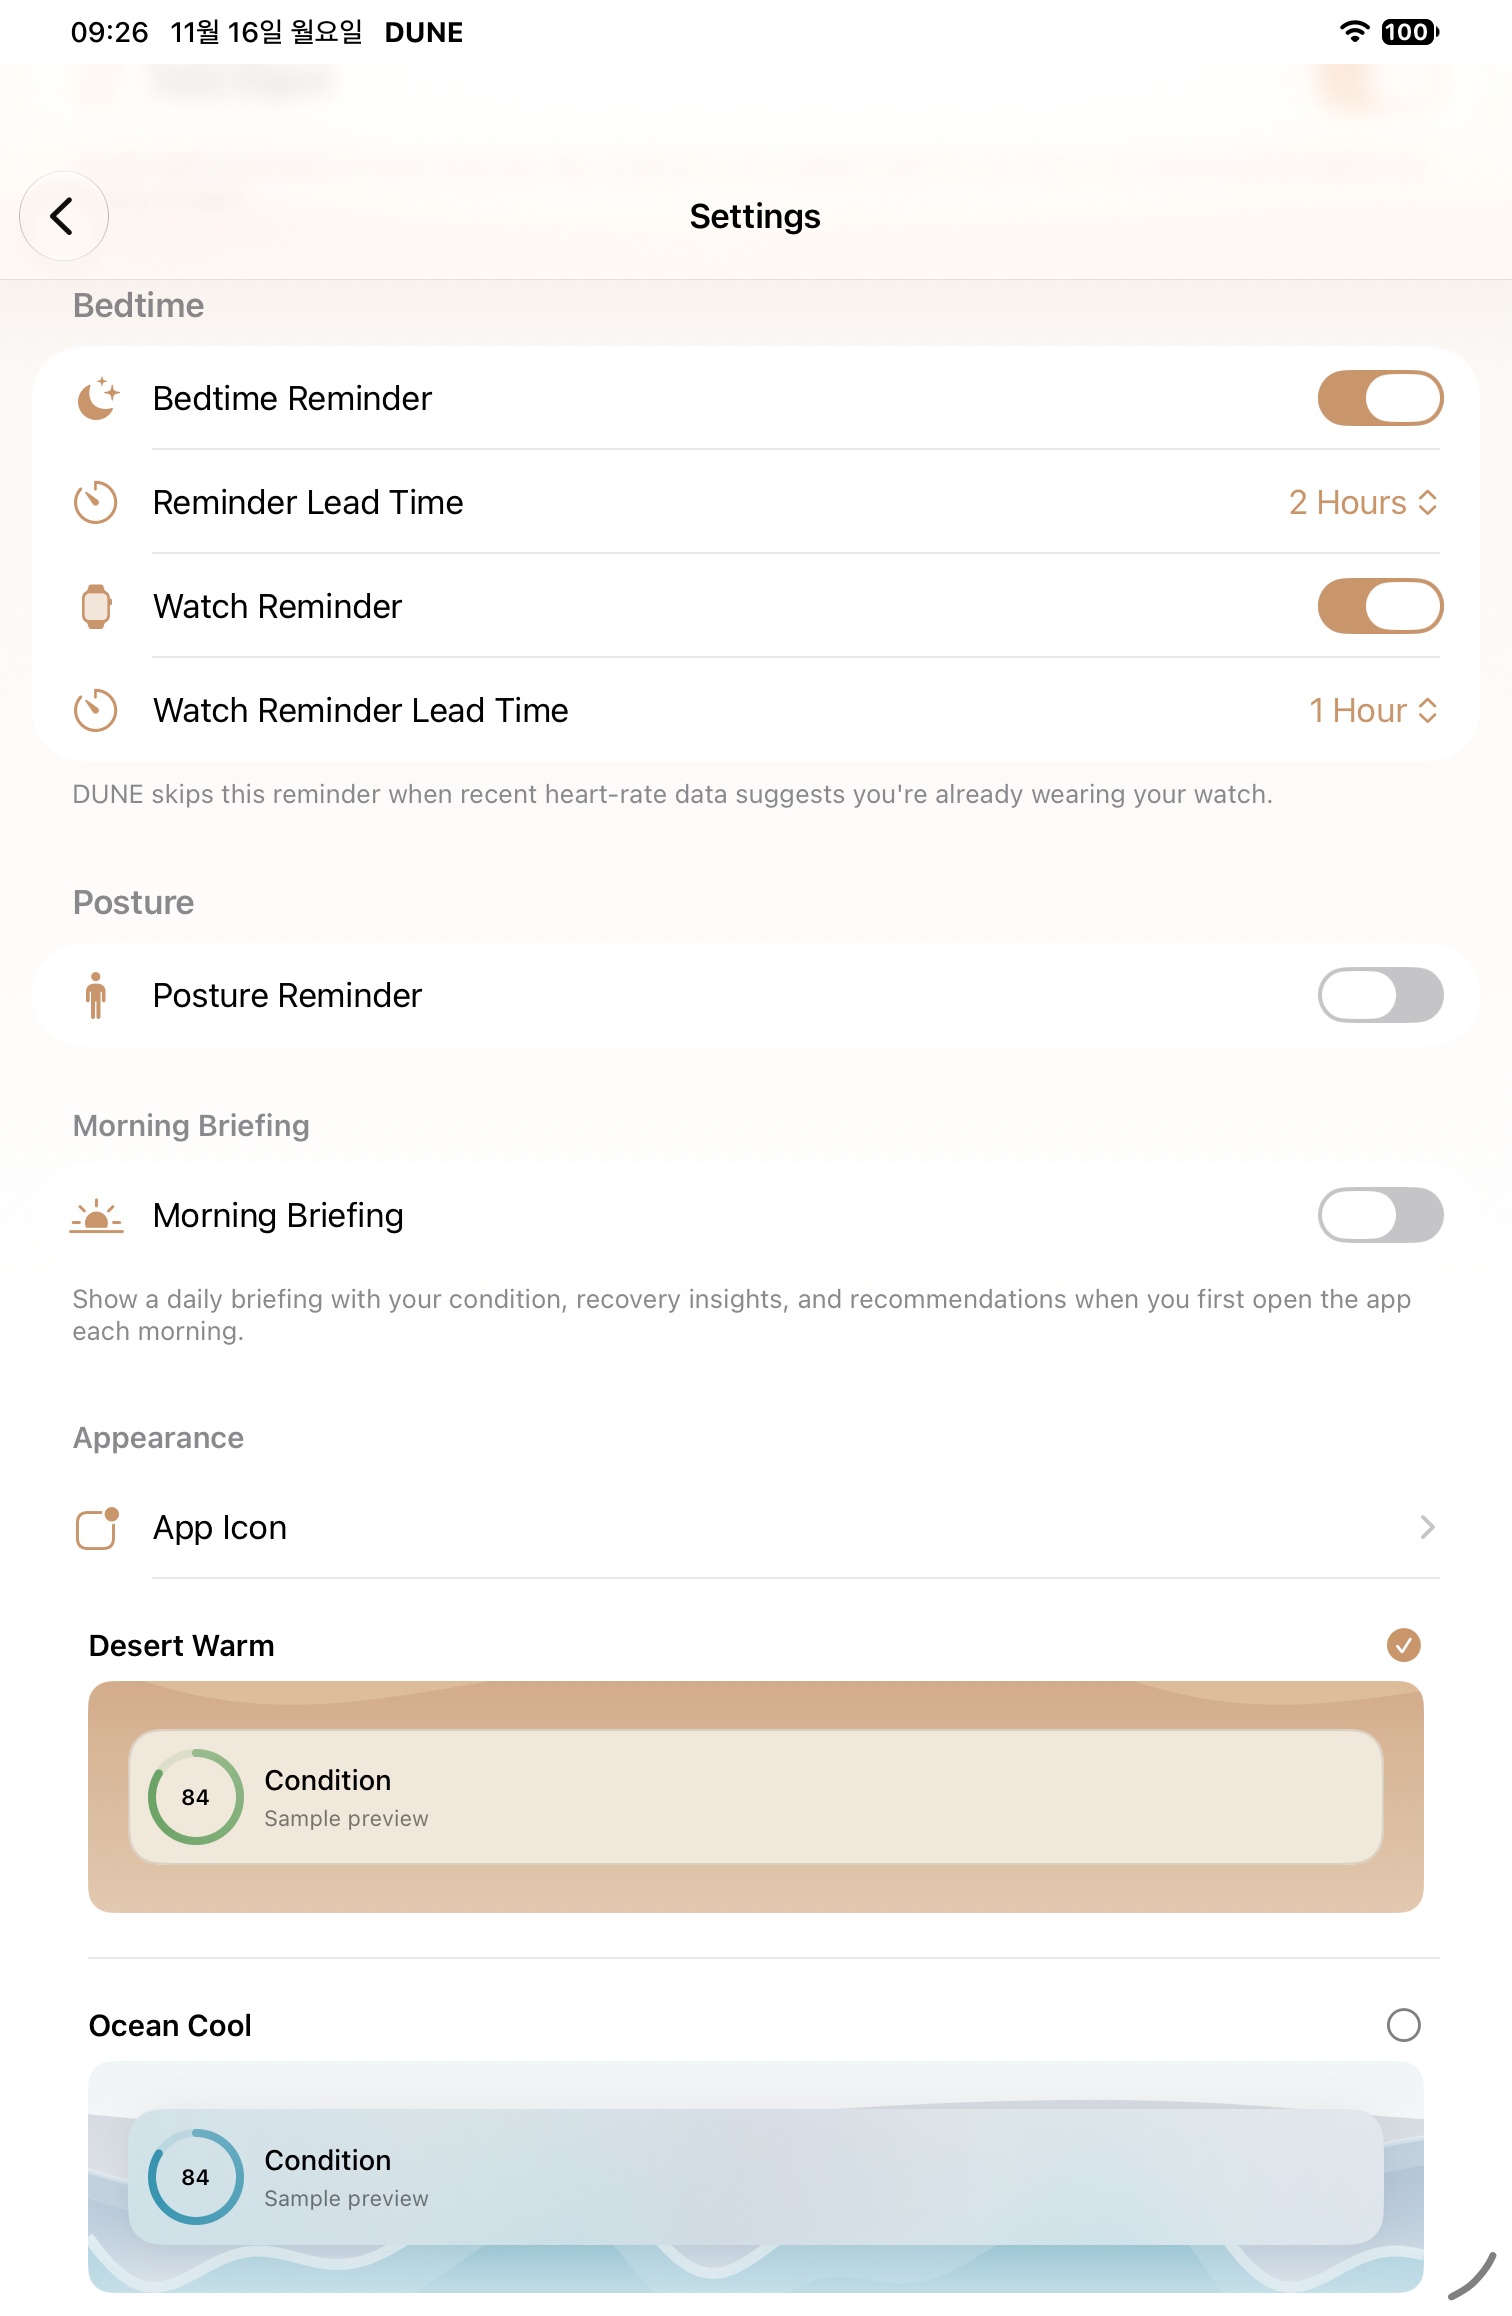 09:26 11월 16일 월요일 DUNE
100
Settings
Bedtime
Bedtime Reminder
Reminder Lead Time
2 Hours
Watch Reminder
Watch Reminder Lead Time
1 Hour
DUNE skips this reminder when recent heart-rate data suggests you're already wearing your watch.
Posture
Posture Reminder
Morning Briefing
Morning Briefing
Show a daily briefing with your condition, recovery insights, and recommendations when you first open the app
each morning.
Appearance
App Icon
Desert Warm
84
Condition
Sample preview
Ocean Cool
84
Condition
Sample preview